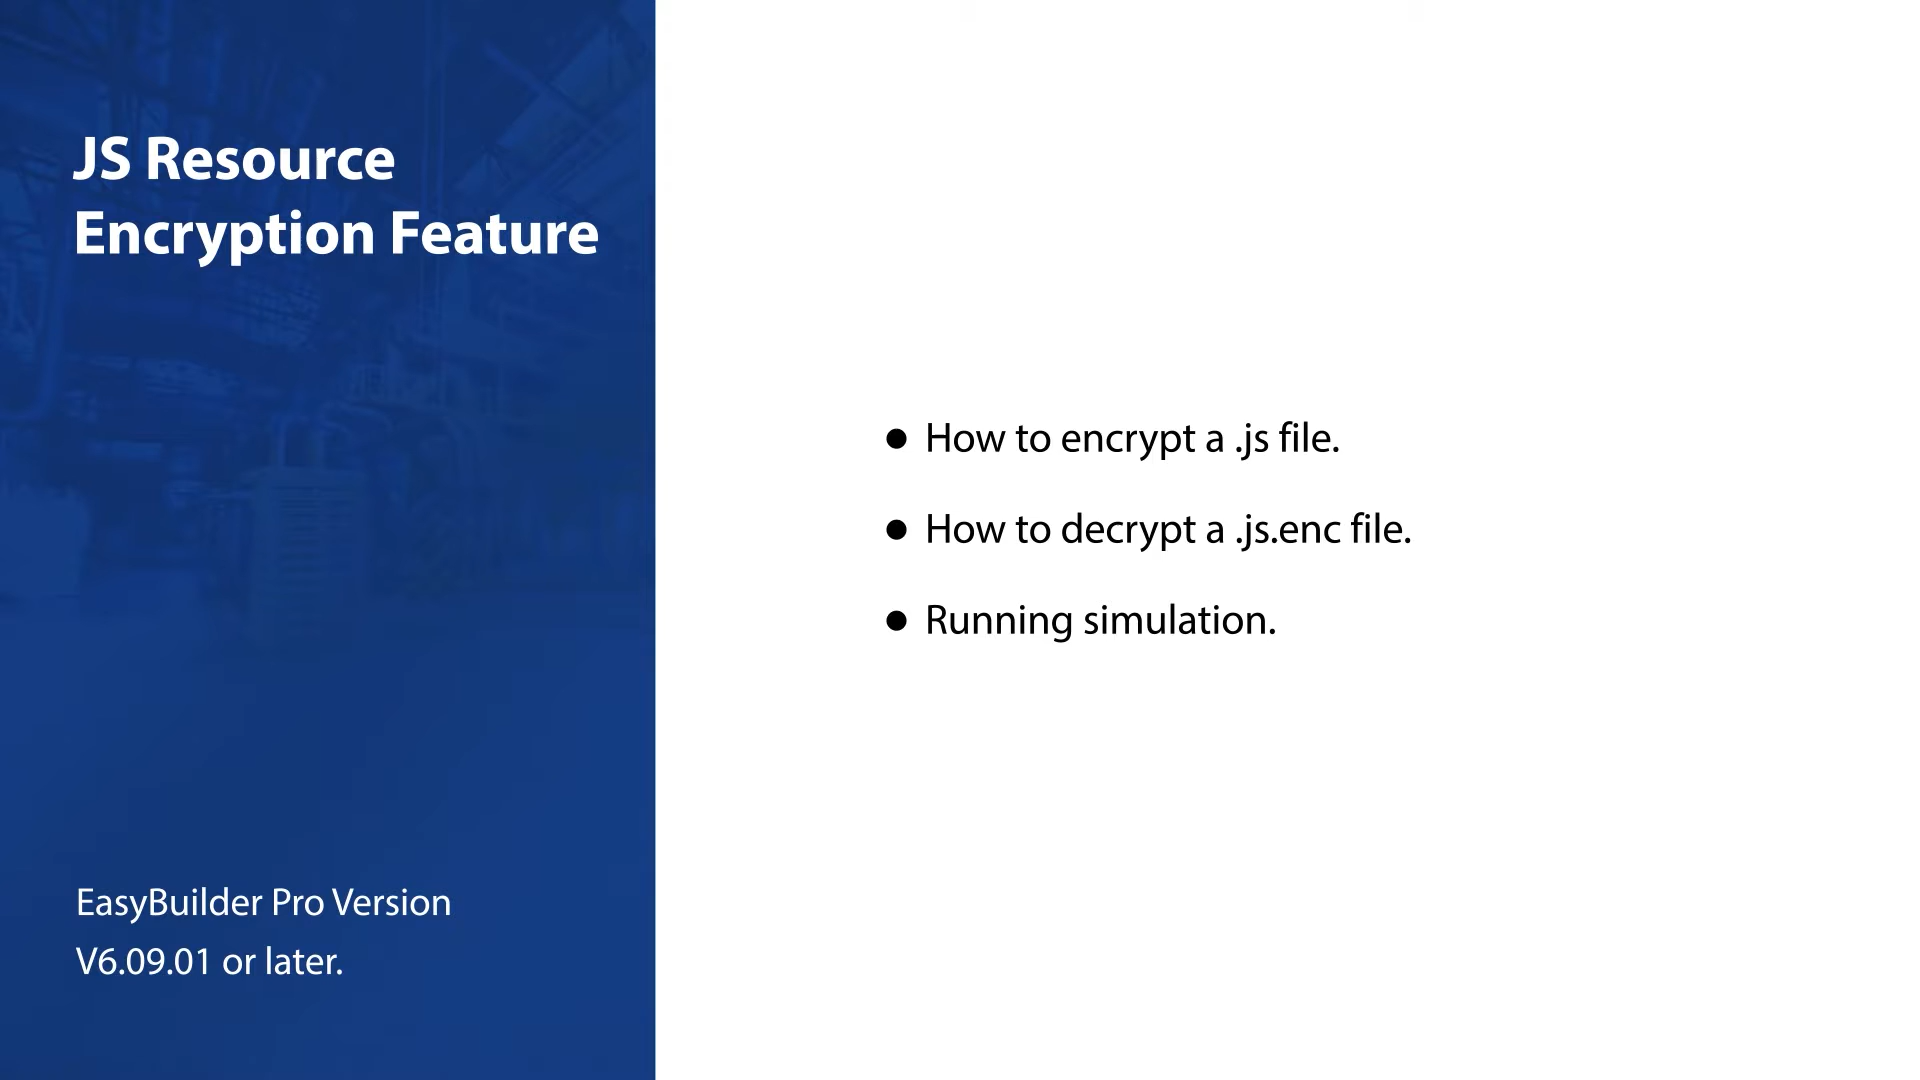 JS Resource
Encryption Feature
● How to encrypt a .js file.
● How to decrypt a .js.enc file.
● Running simulation.
EasyBuilder Pro Version
V6.09.01 or later.